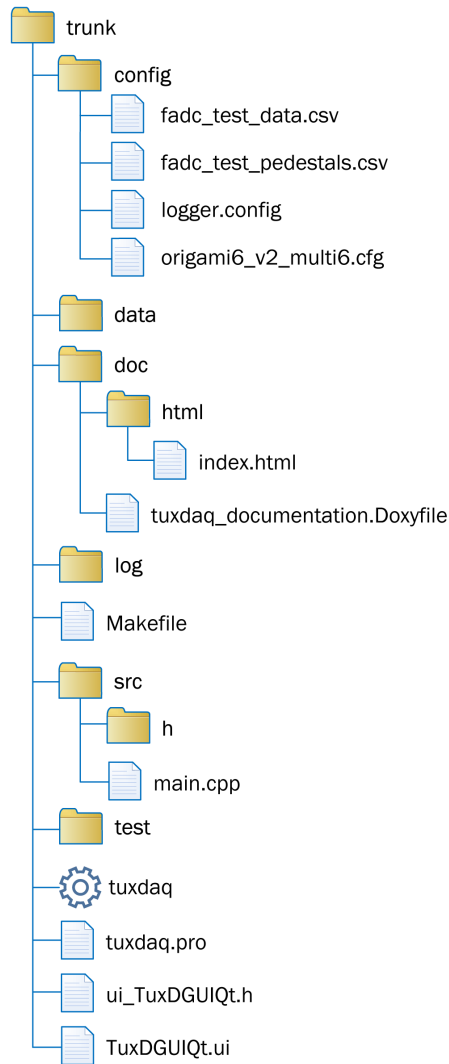 trunk
config
fadc_test_data.csv
fadc_test_pedestals.csv
logger.config
origami6_v2_multi6.cfg
data
doc
html
index.html
tuxdaq_documentation.Doxyfile
log
Makefile
src
h
main.cpp
test
tuxdaq
tuxdaq.pro
ui_TuxDGUIQt.h
TuxDGUIQt.ui